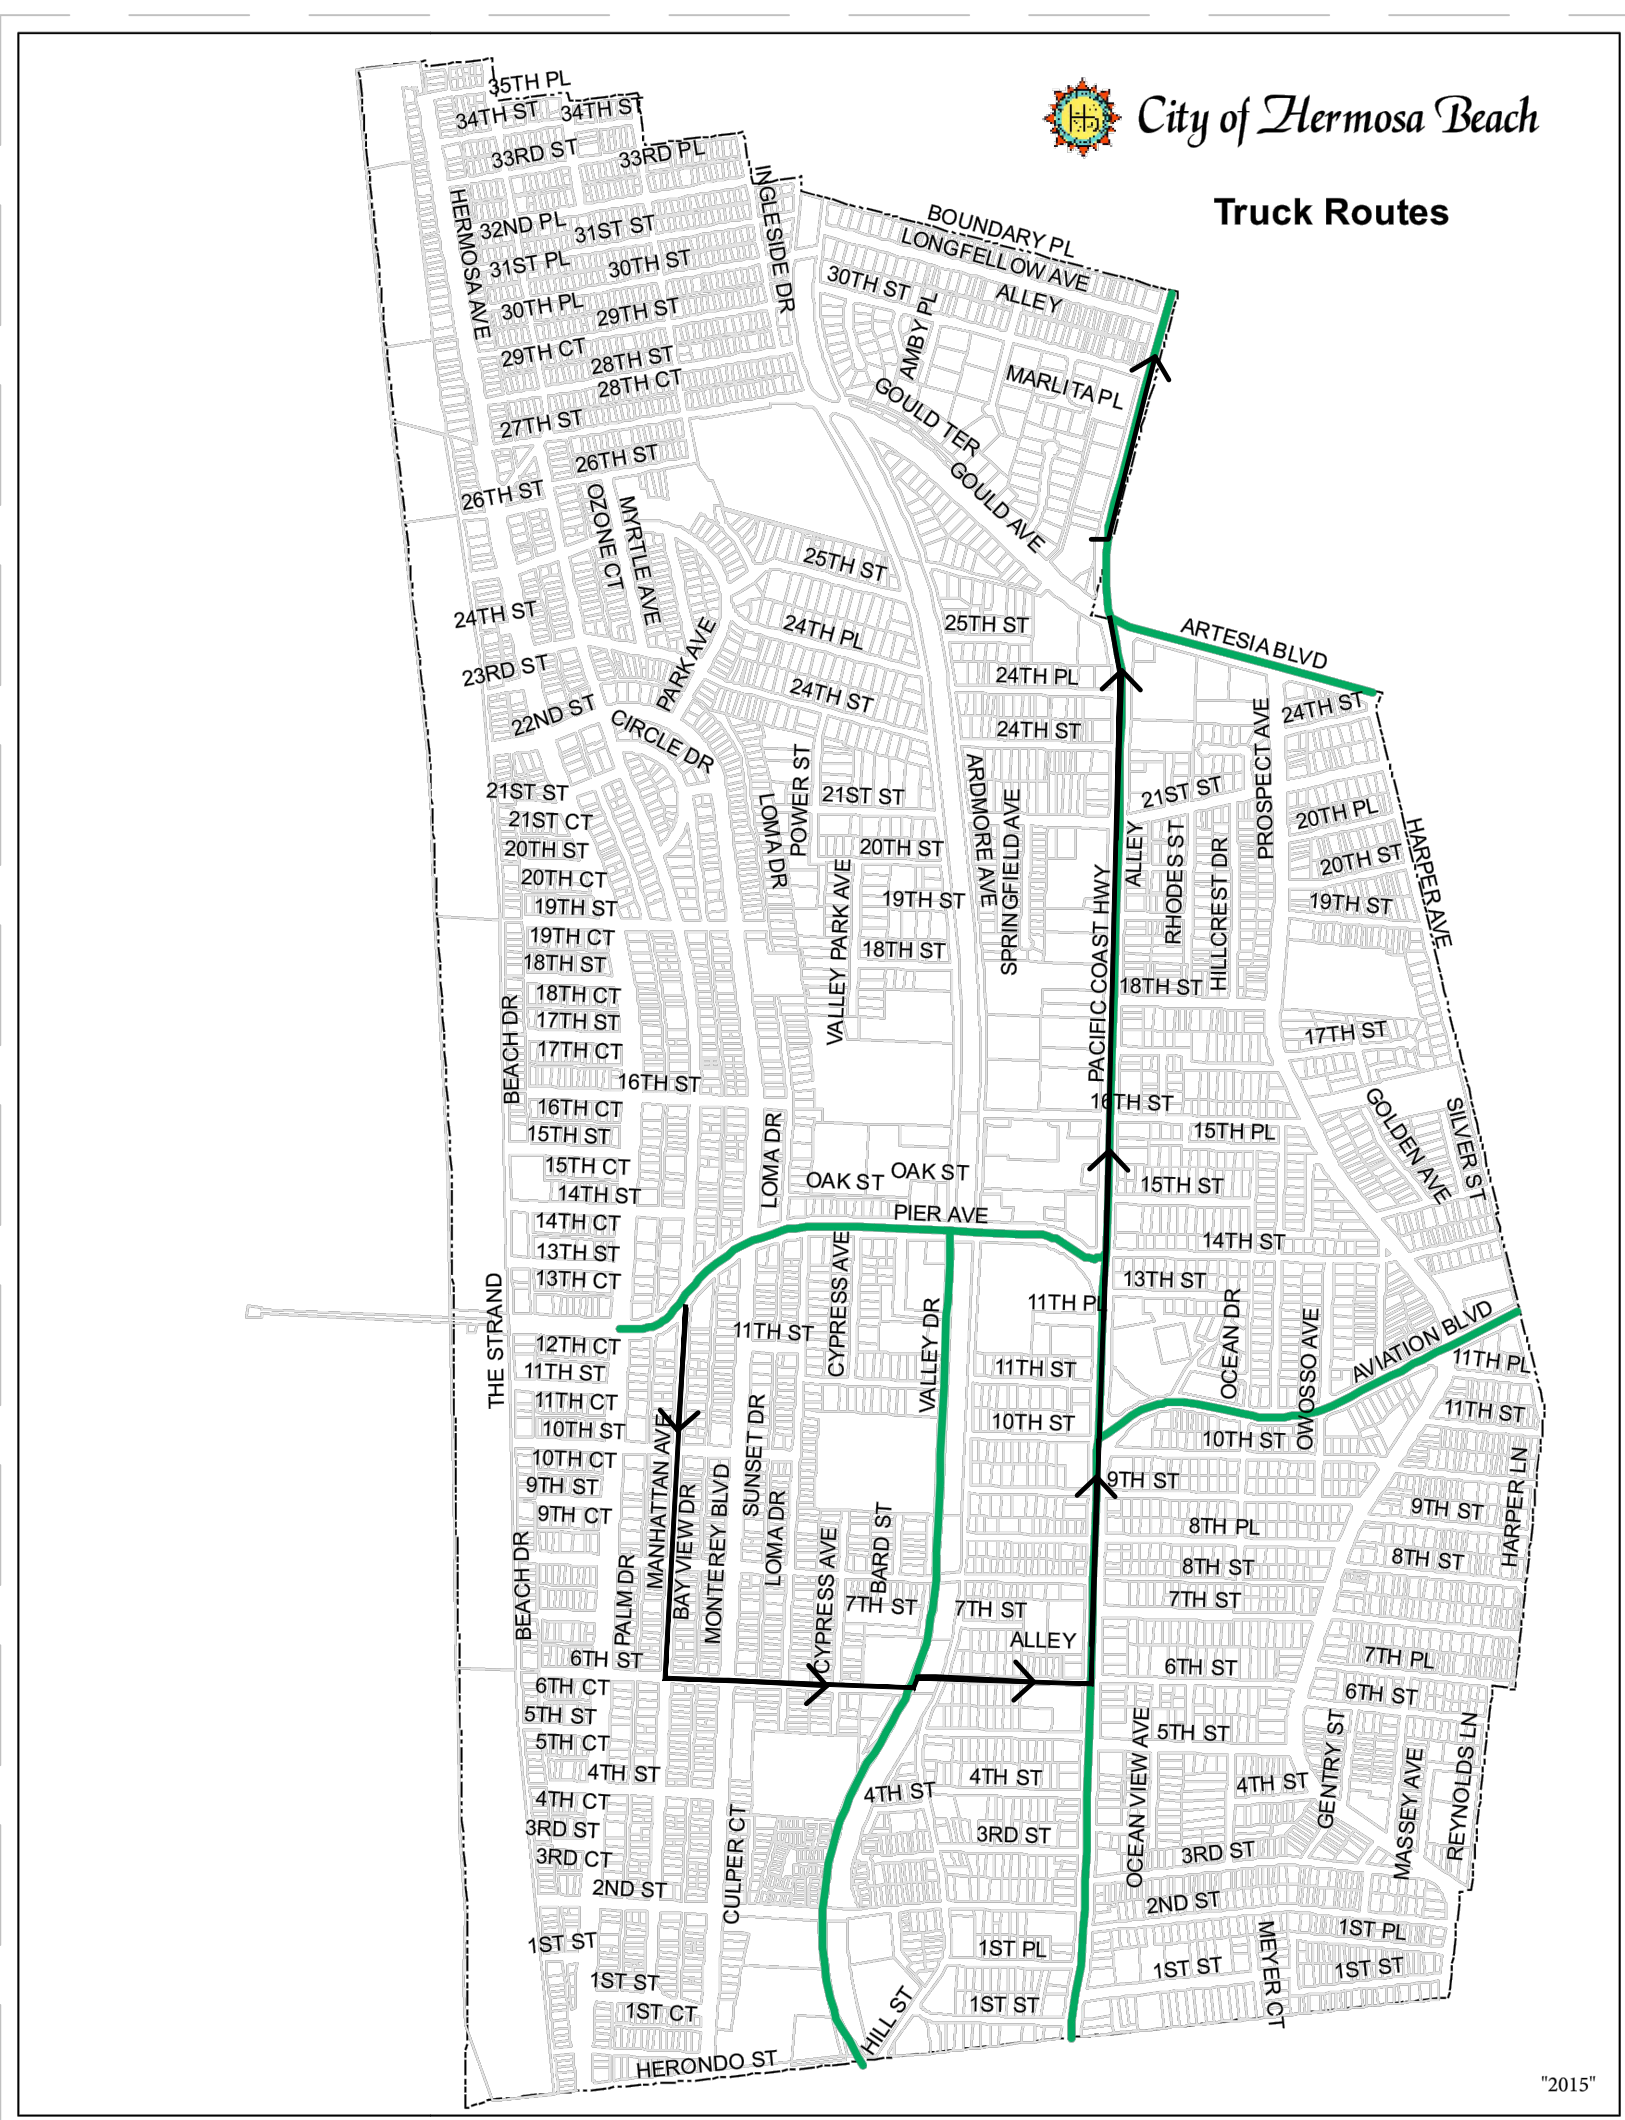 City of Hermosa Beach
Truck Routes
35TH PL
34TH ST
34TH ST
33RD ST
33RD PL
INGLESIDE DR
HERMOSA AVE
32ND PL
31ST ST
31ST PL
30TH ST
30TH PL
29TH ST
29TH CT
28TH ST
28TH CT
27TH ST
26TH ST
26TH ST
BOUNDARY PL
LONGFELLOW AVE
30TH ST
ALLEY
AMBY PL
MARLITA PL
GOULD TER
GOULD AVE
OZONE CT
MYRTLE AVE
25TH ST
24TH ST
24TH PL
25TH ST
ARTESIA BLVD
PARK AVE
23RD ST
24TH PL
24TH ST
22ND ST
CIRCLE DR
24TH ST
24TH ST
PROSPECT AVE
POWER ST
LOMA DR
21ST ST
21ST ST
21ST ST
ARDMORE AVE
SPRINGFIELD AVE
21ST CT
20TH ST
20TH ST
20TH PL
20TH ST
HARPER AVE
ALLEY
RHODES ST
HILLCREST DR
20TH CT
19TH ST
19TH ST
19TH ST
VALLEY PARK AVE
PACIFIC COAST HWY
19TH CT
18TH ST
18TH ST
18TH ST
18TH CT
17TH ST
17TH ST
BEACH DR
17TH CT
16TH ST
16TH CT
16TH ST
15TH ST
15TH PL
GOLDEN AVE
SILVER ST
LOMA DR
15TH CT
14TH ST
OAK ST
OAK ST
15TH ST
14TH CT
PIER AVE
14TH ST
13TH ST
13TH CT
13TH ST
CYPRESS AVE
11TH PL
THE STRAND
VALLEY DR
OCEAN DR
OWOSSO AVE
AVIATION BLVD
12TH CT
11TH ST
11TH ST
11TH ST
11TH PL
11TH CT
10TH ST
10TH ST
10TH ST
11TH ST
10TH CT
MANHATTAN AVE
SUNSET DR
9TH ST
9TH ST
9TH ST
9TH CT
HARPER LN
BAY VIEW DR
MONTEREY BLVD
LOMA DR
CYPRESS AVE
BARD ST
8TH PL
8TH ST
8TH ST
BEACH DR
PALM DR
7TH ST
7TH ST
7TH ST
ALLEY
6TH ST
6TH ST
7TH PL
6TH CT
6TH ST
5TH ST
5TH ST
5TH CT
OCEAN VIEW AVE
GENTRY ST
MASSEY AVE
REYNOLDS LN
4TH ST
4TH ST
4TH ST
4TH ST
4TH CT
3RD ST
3RD ST
3RD ST
3RD CT
CULPER CT
2ND ST
2ND ST
1ST ST
1ST PL
1ST PL
MEYER CT
1ST ST
1ST ST
1ST ST
1ST CT
1ST ST
HILL ST
HERONDO ST
"2015"
17TH ST
15TH ST